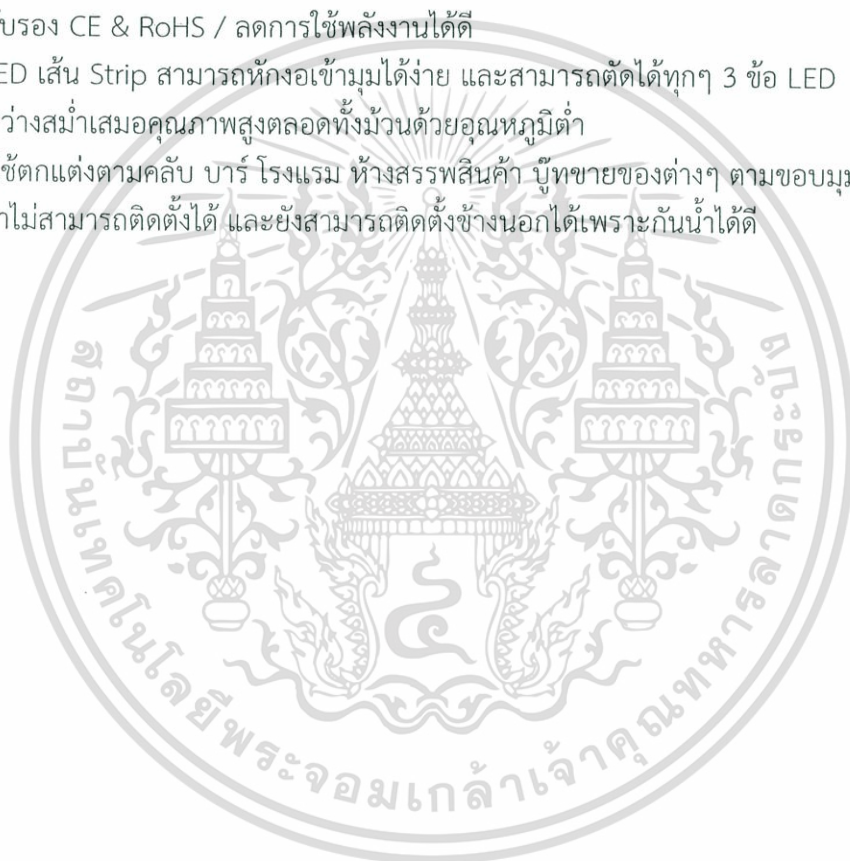 รับรอง CE & RoHS / ลดการใช้พลังงานได้ดี
ED เส้น Strip สามารถหักงอเข้ามุมได้ง่าย และสามารถตัดได้ทุกๆ 3 ข้อ LED
ว่างสม่ำเสมอคุณภาพสูงตลอดทั้งม้วนด้วยอุณหภูมิต่ำ
ช้ตกแต่งตามคลับ บาร์ โรงแรม ห้างสรรพสินค้า บู๊ทขายของต่างๆ ตามขอบมุม
าไม่สามารถติดตั้งได้ และยังสามารถติดตั้งข้างนอกได้เพราะกันน้ำได้ดี
สถาบันเทคโนโลยีพระจอมเกล้าเจ้าคุณทหารลาดกระบัง